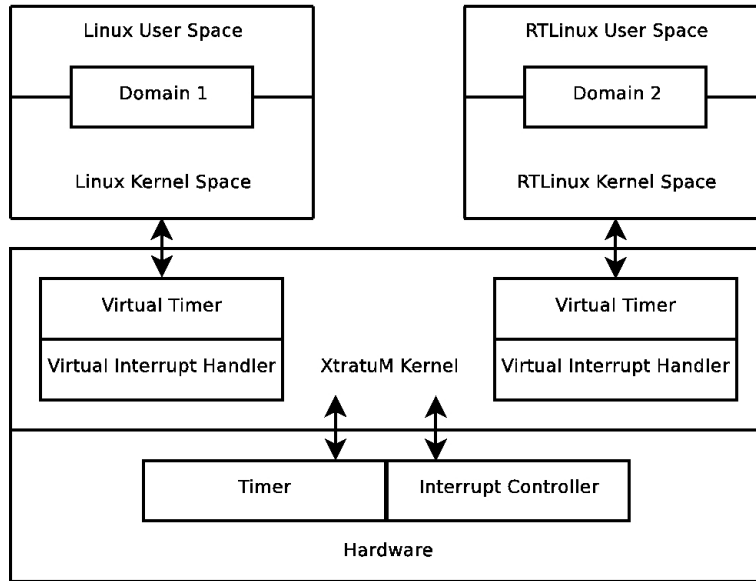 Linux User Space
RTLinux User Space
Domain 1
Domain 2
Linux Kernel Space
RTLinux Kernel Space
Virtual Timer
Virtual Timer
Virtual Interrupt Handler
XtratuM Kernel
Virtual Interrupt Handler
Timer
Interrupt Controller
Hardware